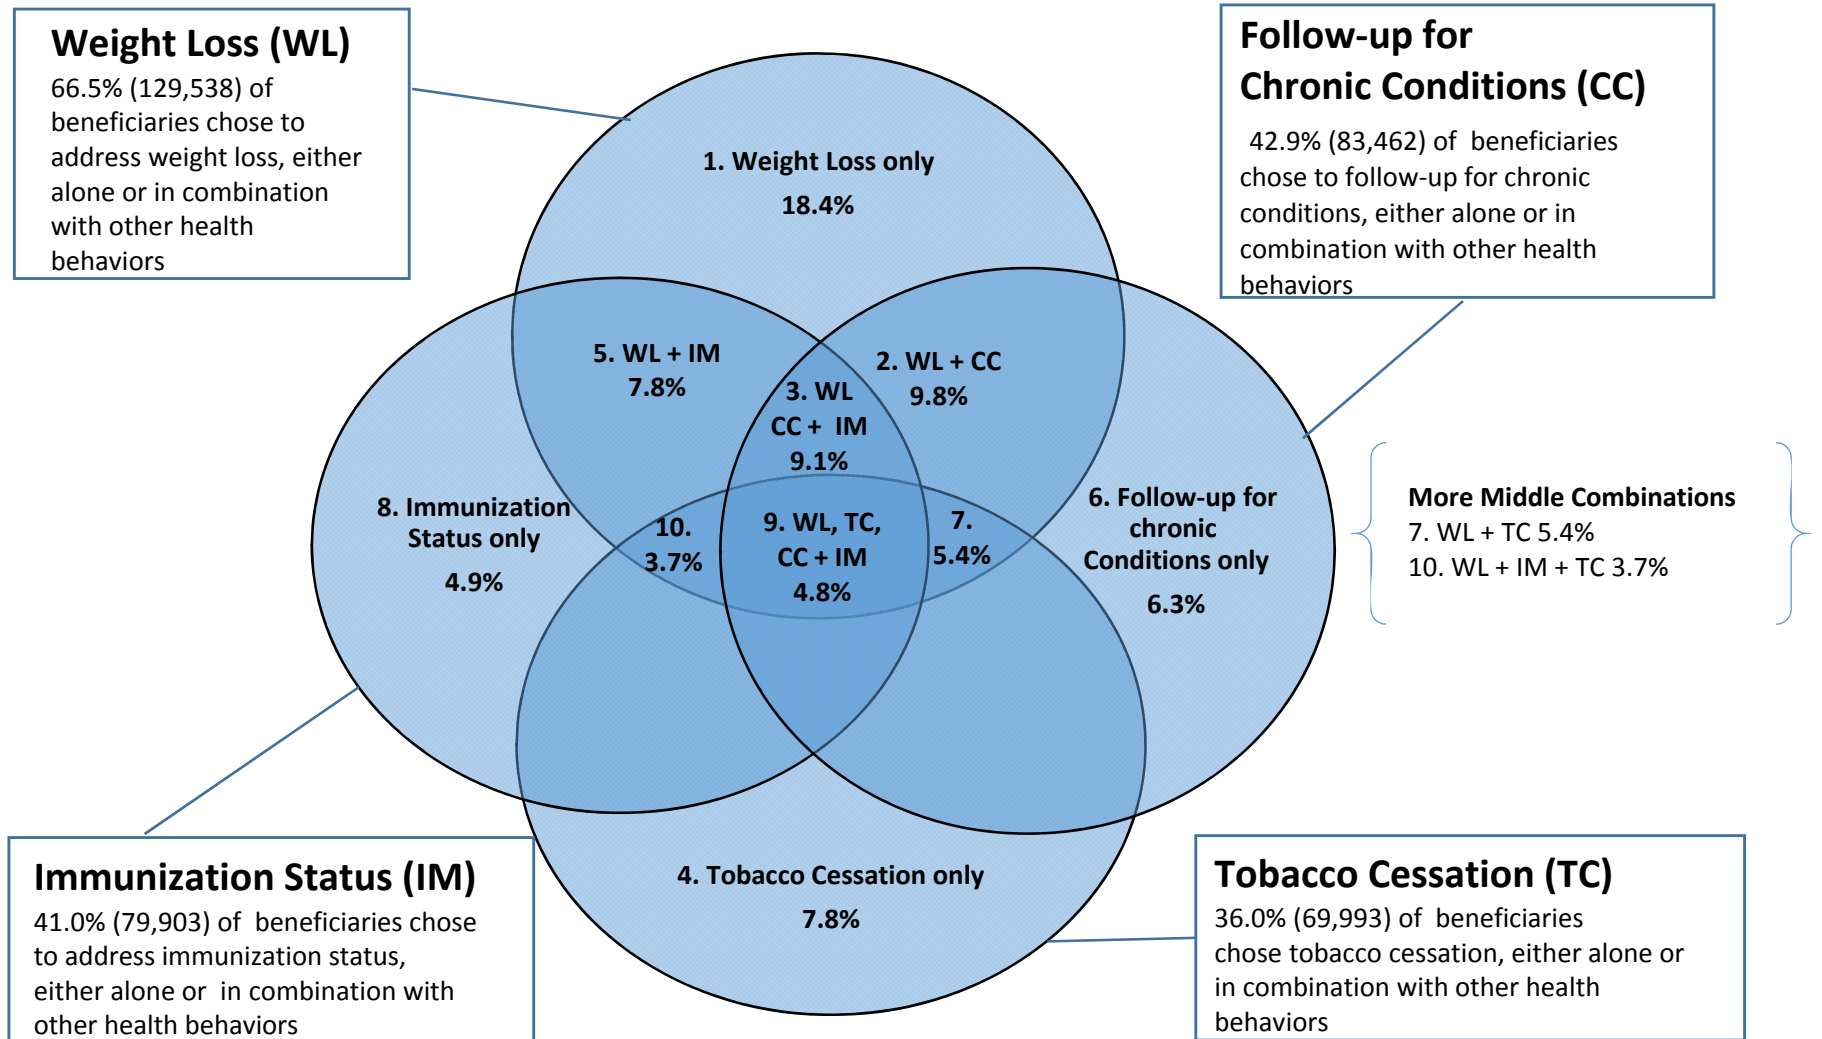 Weight Loss (WL)
66.5% (129,538) of
beneficiaries chose to
address weight loss, either
alone or in combination
with other health
behaviors
Follow-up for
Chronic Conditions (CC)
42.9% (83,462) of beneficiaries
chose to follow-up for chronic
conditions, either alone or in
combination with other health
behaviors
1. Weight Loss only
18.4%
5. WL + IM
7.8%
2. WL + CC
9.8%
3. WL
CC + IM
9.1%
8. Immunization
Status only
4.9%
10.
3.7%
9. WL, TC,
CC + IM
4.8%
7.
5.4%
6. Follow-up for
chronic
Conditions only
6.3%
More Middle Combinations
7. WL + TC 5.4%
10. WL + IM + TC 3.7%
4. Tobacco Cessation only
7.8%
Immunization Status (IM)
41.0% (79,903) of beneficiaries chose
to address immunization status,
either alone or in combination with
other health behaviors
Tobacco Cessation (TC)
36.0% (69,993) of beneficiaries
chose tobacco cessation, either alone or
in combination with other health
behaviors